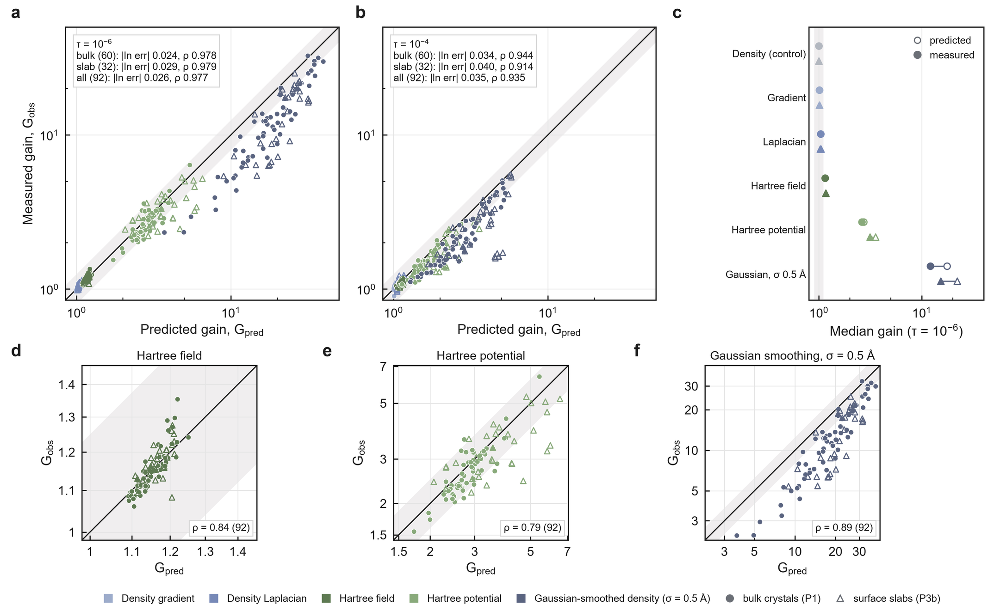 a
τ = 10⁻⁶
bulk (60): |ln err| 0.024, ρ 0.978
slab (32): |ln err| 0.029, ρ 0.979
all (92): |ln err| 0.026, ρ 0.977
Measured gain, G_obs
10¹
10⁰
10⁰ 10¹
Predicted gain, G_pred
b
τ = 10⁻⁴
bulk (60): |ln err| 0.034, ρ 0.944
slab (32): |ln err| 0.040, ρ 0.914
all (92): |ln err| 0.035, ρ 0.935
10¹
10⁰
10⁰ 10¹
Predicted gain, G_pred
c
predicted
measured
Density (control)
Gradient
Laplacian
Hartree field
Hartree potential
Gaussian, σ 0.5 Å
10⁰ 10¹
Median gain (τ = 10⁻⁶)
d
Hartree field
G_obs
1.4
1.3
1.2
1.1
1
ρ = 0.84 (92)
1 1.1 1.2 1.3 1.4
G_pred
e
Hartree potential
G_obs
7
5
3
2
1.5
ρ = 0.79 (92)
1.5 2 3 5 7
G_pred
f
Gaussian smoothing, σ = 0.5 Å
G_obs
30
20
10
5
3
ρ = 0.89 (92)
3 5 10 20 30
G_pred
Density gradient Density Laplacian Hartree field Hartree potential Gaussian-smoothed density (σ = 0.5 Å) bulk crystals (P1) surface slabs (P3b)